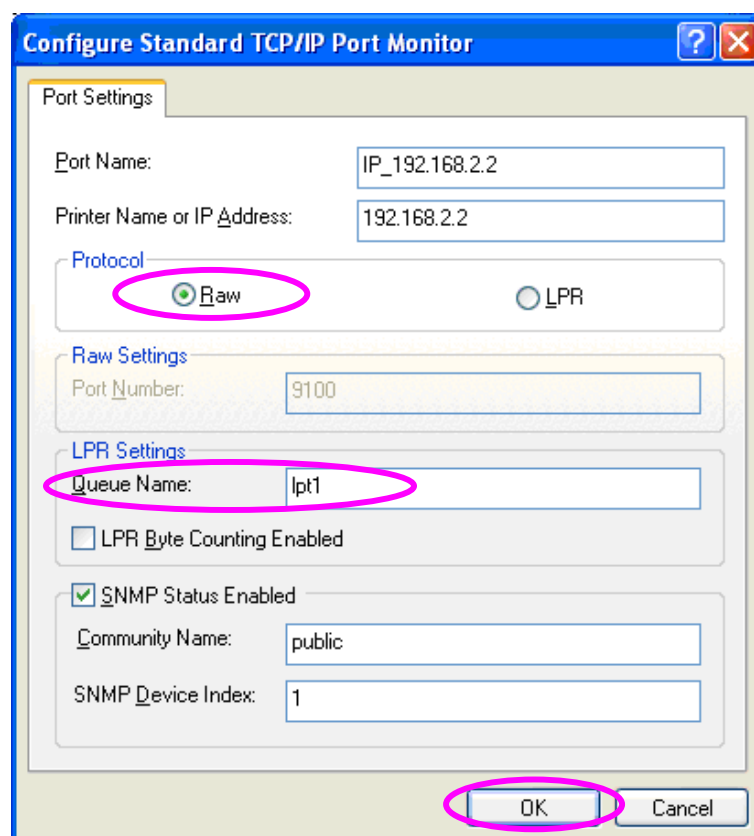 Configure Standard TCP/IP Port Monitor
Port Settings
Port Name: IP_192.168.2.2
Printer Name or IP Address: 192.168.2.2
Protocol
Raw LPR
Raw Settings
Port Number: 9100
LPR Settings
Queue Name: lpt1
LPR Byte Counting Enabled
SNMP Status Enabled
Community Name: public
SNMP Device Index: 1
OK Cancel